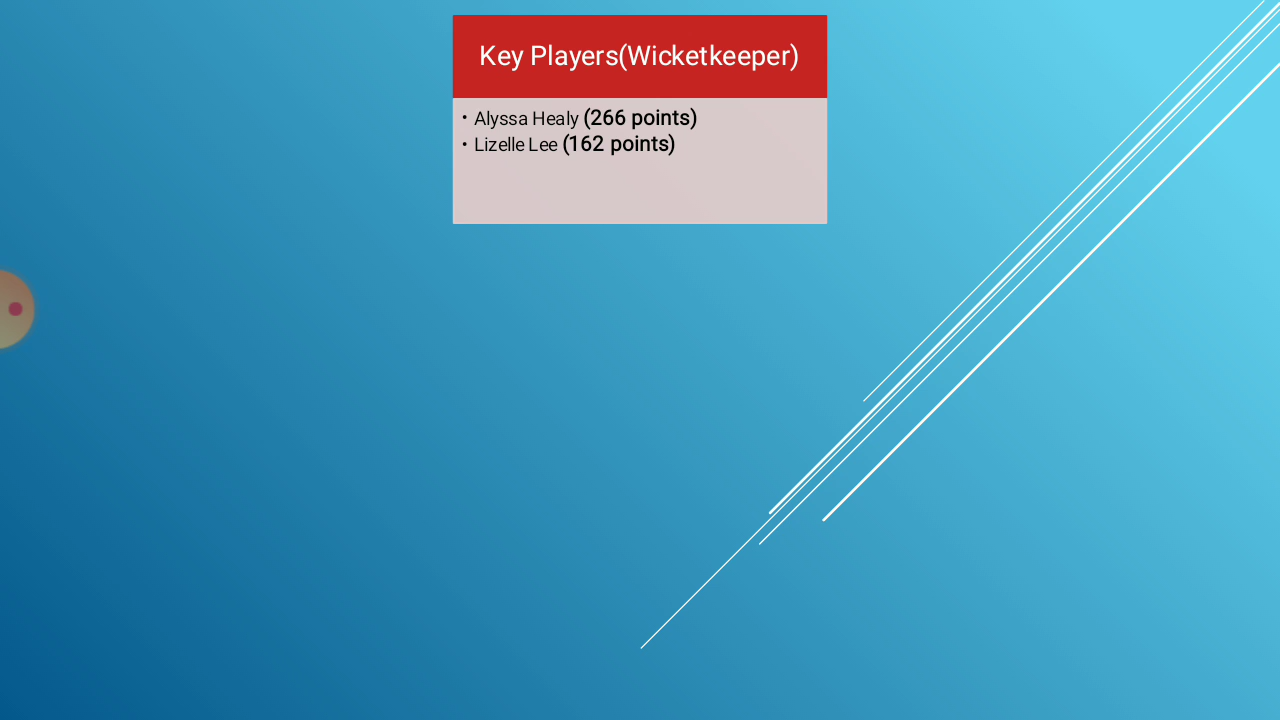 Key Players(Wicketkeeper)
• Alyssa Healy (266 points)
• Lizelle Lee (162 points)